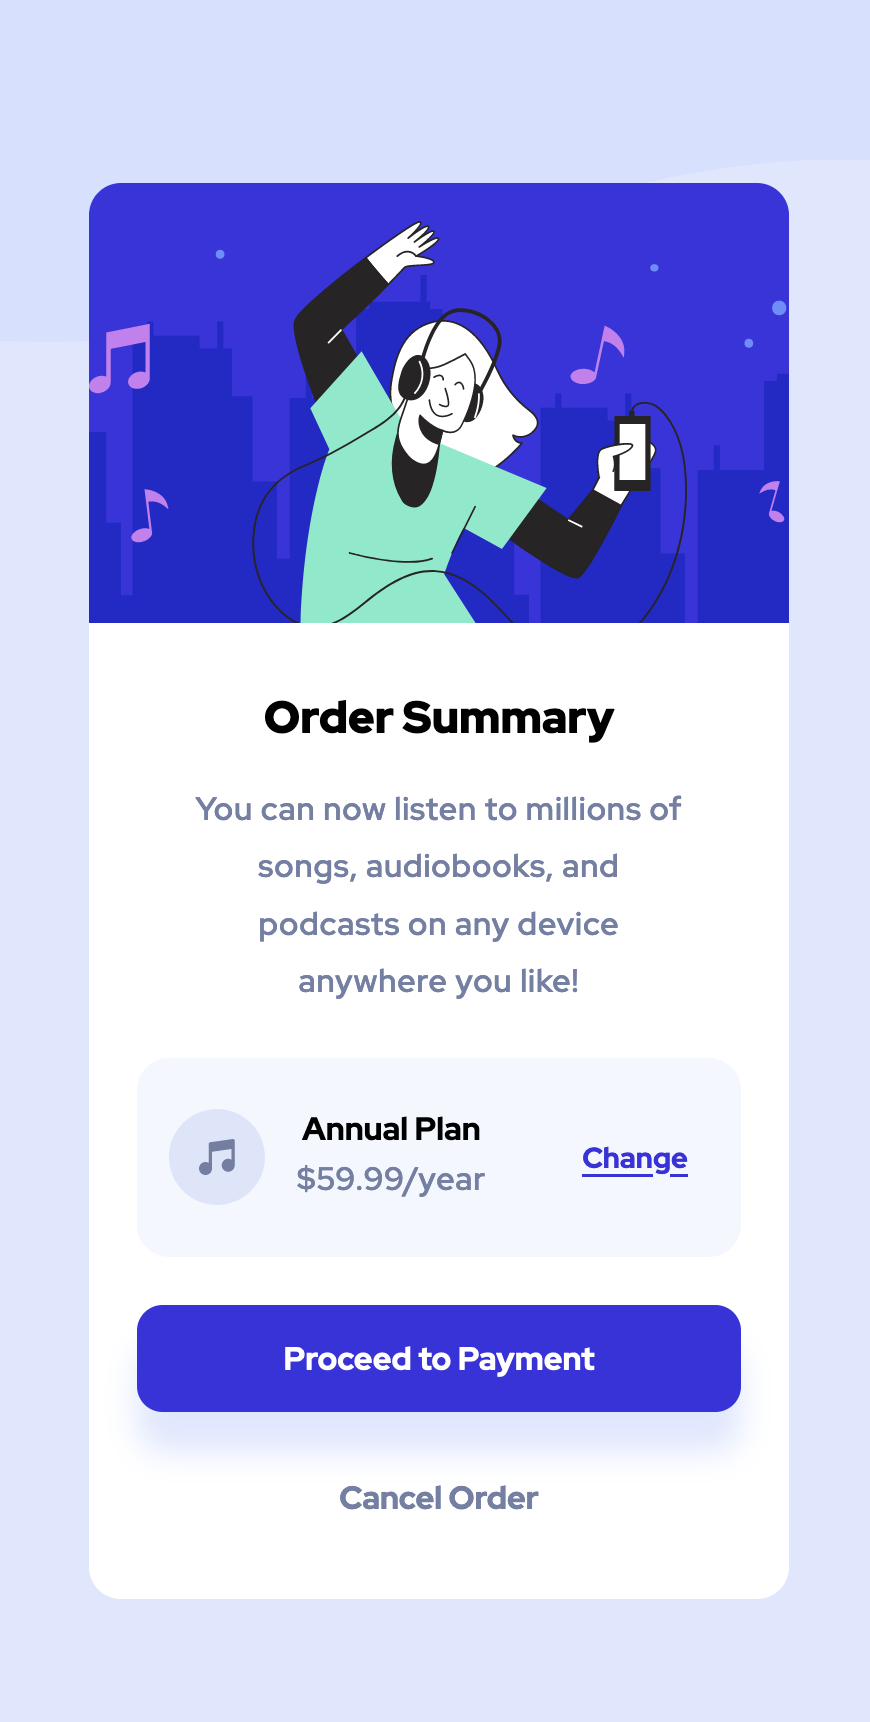 Order Summary
You can now listen to millions of
songs, audiobooks, and
podcasts on any device
anywhere you like!
Annual Plan
$59.99/year
Change
Proceed to Payment
Cancel Order